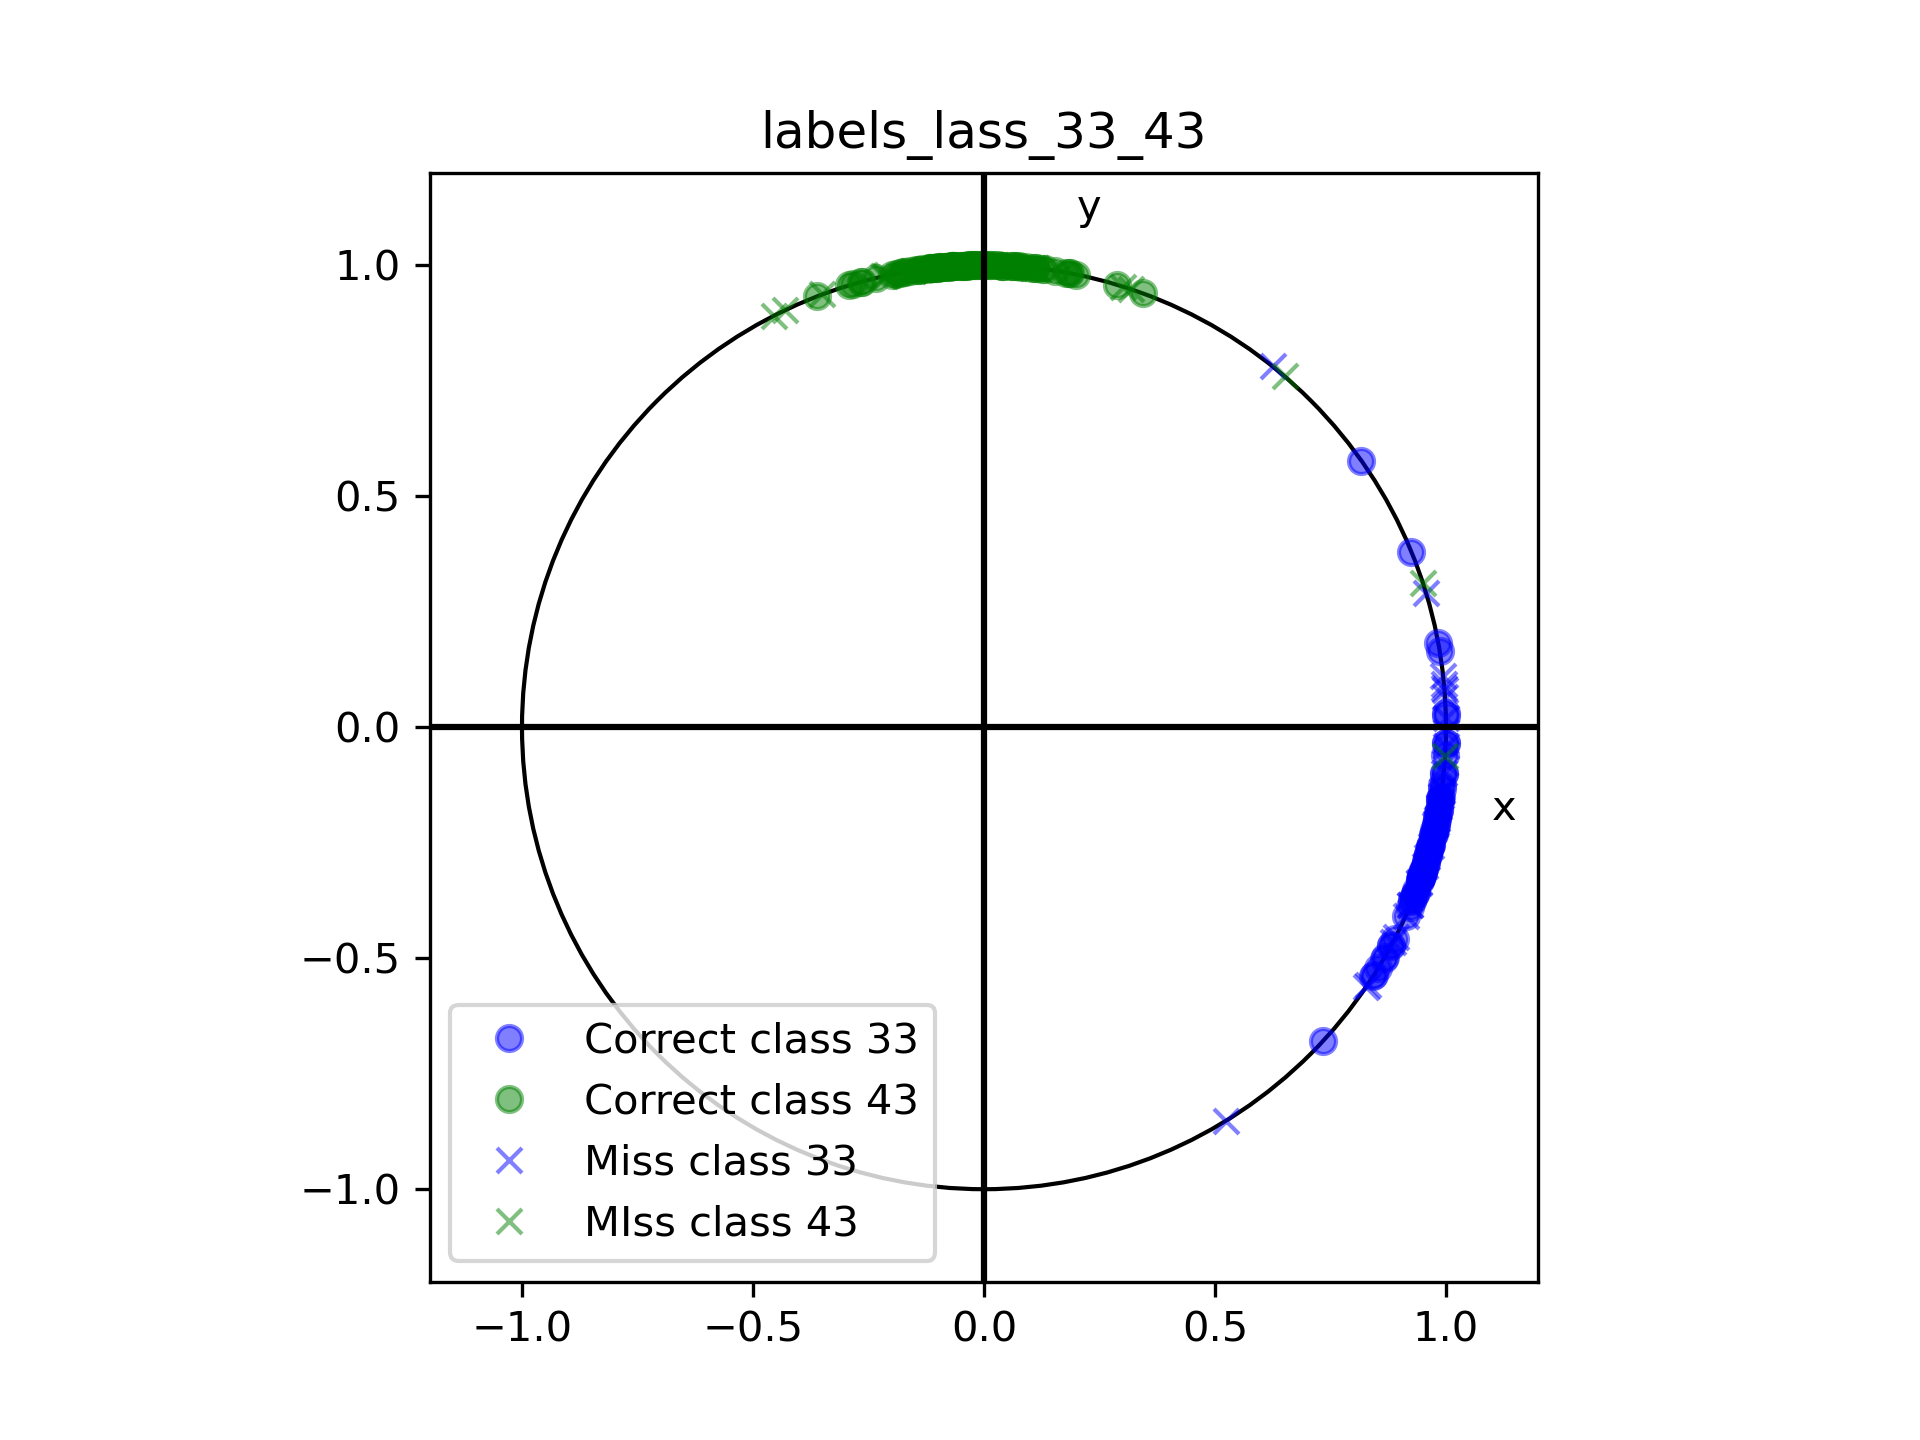 labels_lass_33_43
y
1.0
0.5
0.0
−0.5
−1.0
x
Correct class 33
Correct class 43
Miss class 33
MIss class 43
−1.0 −0.5 0.0 0.5 1.0